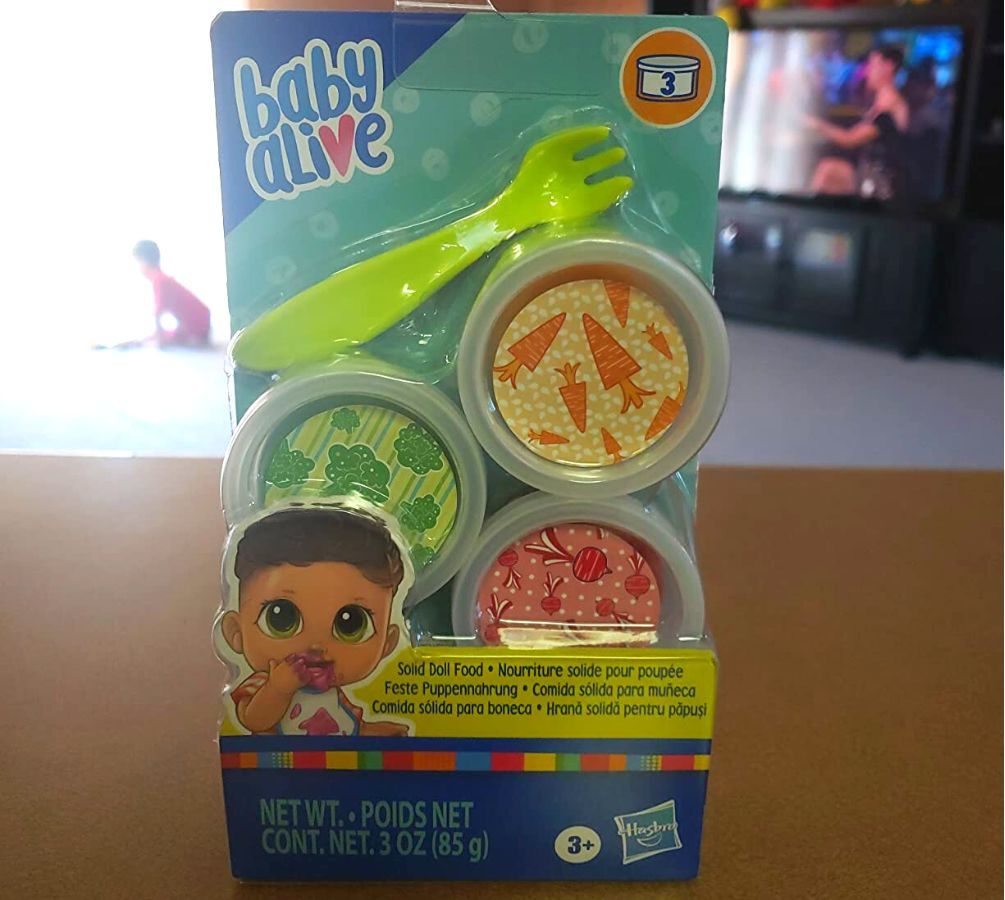 baby
alive
3
Solid Doll Food • Nourriture solide pour poupée
Feste Puppennahrung • Comida sólida para muñeca
Comida sólida para boneca • Hrană solidă pentru păpuși
NET WT. • POIDS NET
CONT. NET. 3 OZ (85 g)
3+
Hasbro